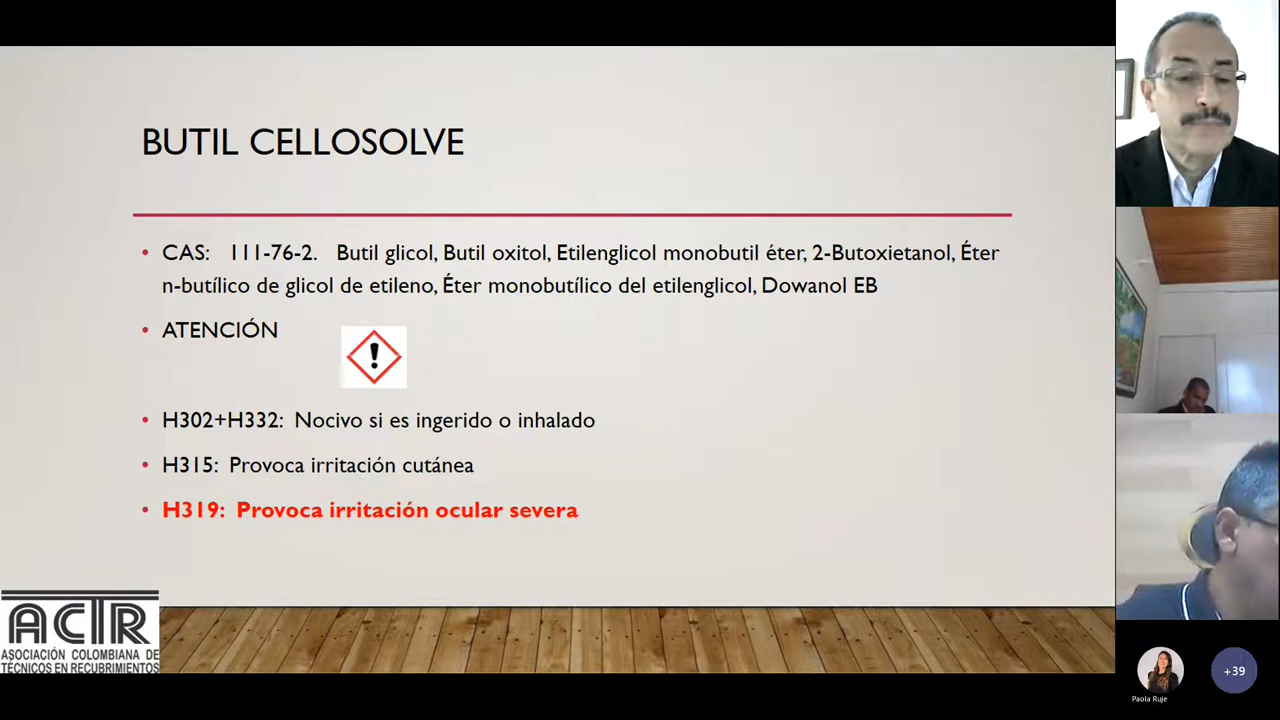 BUTIL CELLOSOLVE
• CAS: 111-76-2. Butil glicol, Butil oxitol, Etilenglicol monobutil éter, 2-Butoxietanol, Éter
n-butílico de glicol de etileno, Éter monobutílico del etilenglicol, Dowanol EB
• ATENCIÓN
!
• H302+H332: Nocivo si es ingerido o inhalado
• H315: Provoca irritación cutánea
• H319: Provoca irritación ocular severa
ACTR
ASOCIACIÓN COLOMBIANA DE
TÉCNICOS EN RECUBRIMIENTOS
Paola Ruje
+39